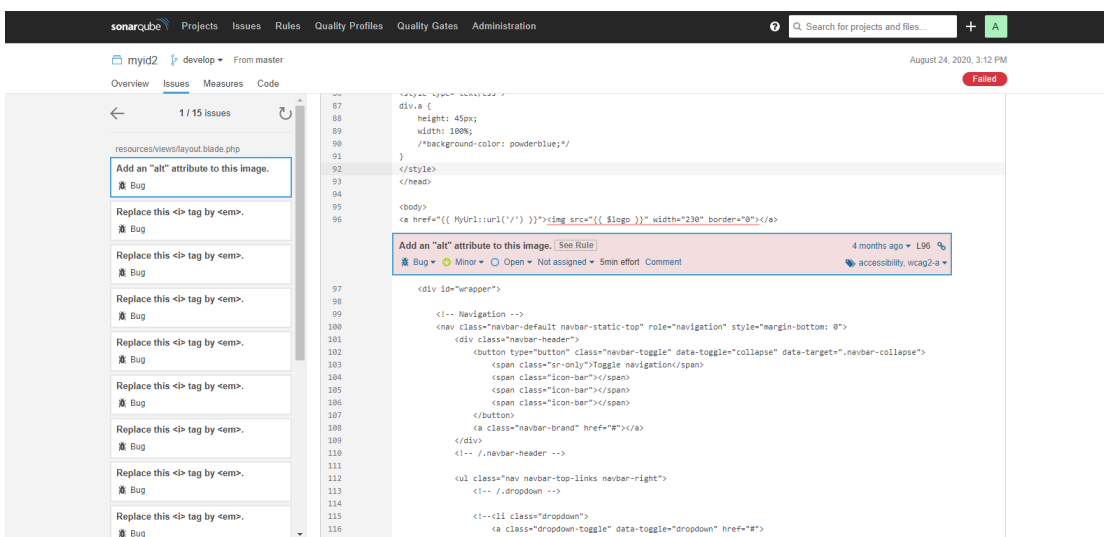 sonarqube Projects Issues Rules Quality Profiles Quality Gates Administration ? Search for projects and files... + A
myid2 develop From master August 24, 2020, 3:12 PM
Overview Issues Measures Code Failed
1 / 15 issues
resources/views/layout.blade.php
Add an "alt" attribute to this image.
Bug
Replace this <i> tag by <em>.
Bug
Replace this <i> tag by <em>.
Bug
Replace this <i> tag by <em>.
Bug
Replace this <i> tag by <em>.
Bug
Replace this <i> tag by <em>.
Bug
Replace this <i> tag by <em>.
Bug
Replace this <i> tag by <em>.
Bug
Replace this <i> tag by <em>.
Bug
86 <style type="text/css">
87 div.a {
88 height: 45px;
89 width: 100%;
90 /*background-color: powderblue;*/
91 }
92 </style>
93 </head>
94
95 <body>
96 <a href="{{ MyUrl::url('/') }}"><img src="{{ $logo }}" width="230" border="0"></a>
Add an "alt" attribute to this image. See Rule 4 months ago L96
Bug Minor Open Not assigned 5min effort Comment accessibility, wcag2-a
97 <div id="wrapper">
98
99 <!-- Navigation -->
100 <nav class="navbar-default navbar-static-top" role="navigation" style="margin-bottom: 0">
101 <div class="navbar-header">
102 <button type="button" class="navbar-toggle" data-toggle="collapse" data-target=".navbar-collapse">
103 <span class="sr-only">Toggle navigation</span>
104 <span class="icon-bar"></span>
105 <span class="icon-bar"></span>
106 <span class="icon-bar"></span>
107 </button>
108 <a class="navbar-brand" href="#"></a>
109 </div>
110 <!-- /.navbar-header -->
111
112 <ul class="nav navbar-top-links navbar-right">
113 <!-- /.dropdown -->
114
115 <!--<li class="dropdown">
116 <a class="dropdown-toggle" data-toggle="dropdown" href="#">